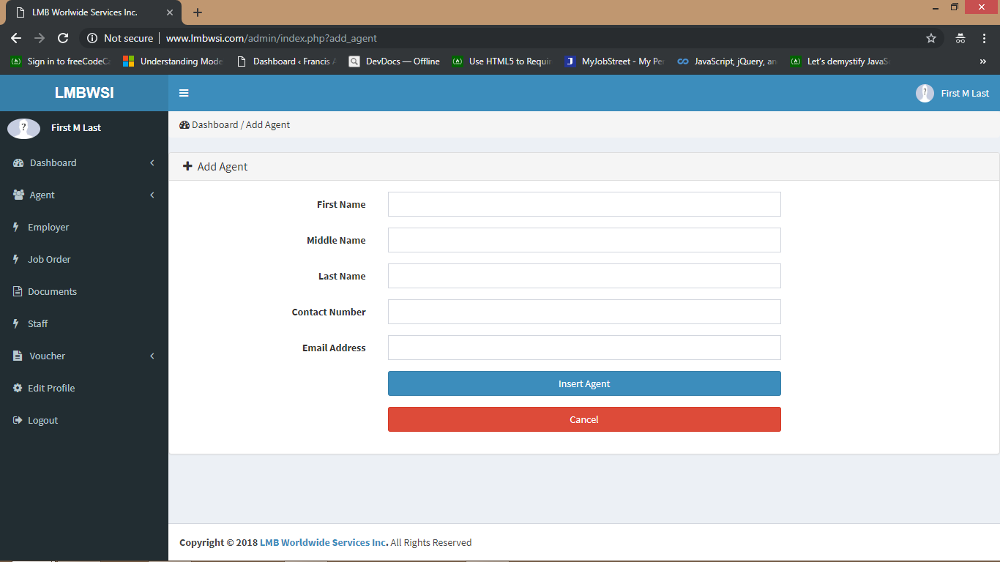 LMB Worlwide Services Inc.
Not secure www.lmbwsi.com/admin/index.php?add_agent
Sign in to freeCodeCa Understanding Mode Dashboard ‹ Francis DevDocs — Offline Use HTML5 to Requir MyJobStreet - My Per JavaScript, jQuery, an Let's demystify JavaS »
LMBWSI
First M Last
First M Last
Dashboard / Add Agent
Dashboard
Agent
Employer
Job Order
Documents
Staff
Voucher
Edit Profile
Logout
Add Agent
First Name
Middle Name
Last Name
Contact Number
Email Address
Insert Agent
Cancel
Copyright © 2018 LMB Worldwide Services Inc. All Rights Reserved